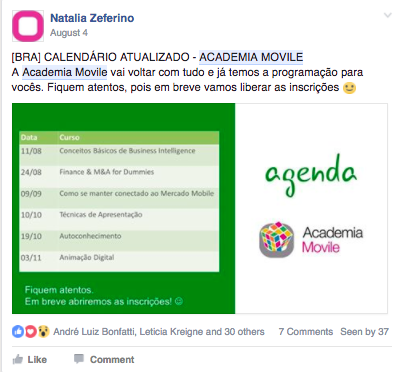 Natalia Zeferino
August 4
[BRA] CALENDÁRIO ATUALIZADO - ACADEMIA MOVILE
A Academia Movile vai voltar com tudo e já temos a programação para
vocês. Fiquem atentos, pois em breve vamos liberar as inscrições 😉
Data Curso
11/08 Conceitos Básicos de Business Intelligence
24/08 Finance & M&A for Dummies
09/09 Como se manter conectado ao Mercado Mobile
10/10 Técnicas de Apresentação
19/10 Autoconhecimento
03/11 Animação Digital
Fiquem atentos.
Em breve abriremos as inscrições! ☺
agenda
Academia
Movile
André Luiz Bonfatti, Leticia Kreigne and 30 others 7 Comments Seen by 37
Like Comment